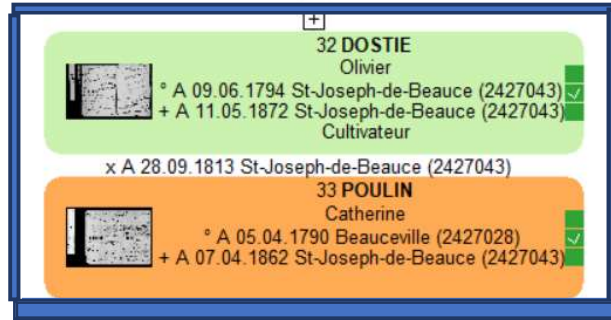 32 DOSTIE
Olivier
° A 09.06.1794 St-Joseph-de-Beauce (2427043)
+ A 11.05.1872 St-Joseph-de-Beauce (2427043)
Cultivateur
x A 28.09.1813 St-Joseph-de-Beauce (2427043)
33 POULIN
Catherine
° A 05.04.1790 Beauceville (2427028)
+ A 07.04.1862 St-Joseph-de-Beauce (2427043)